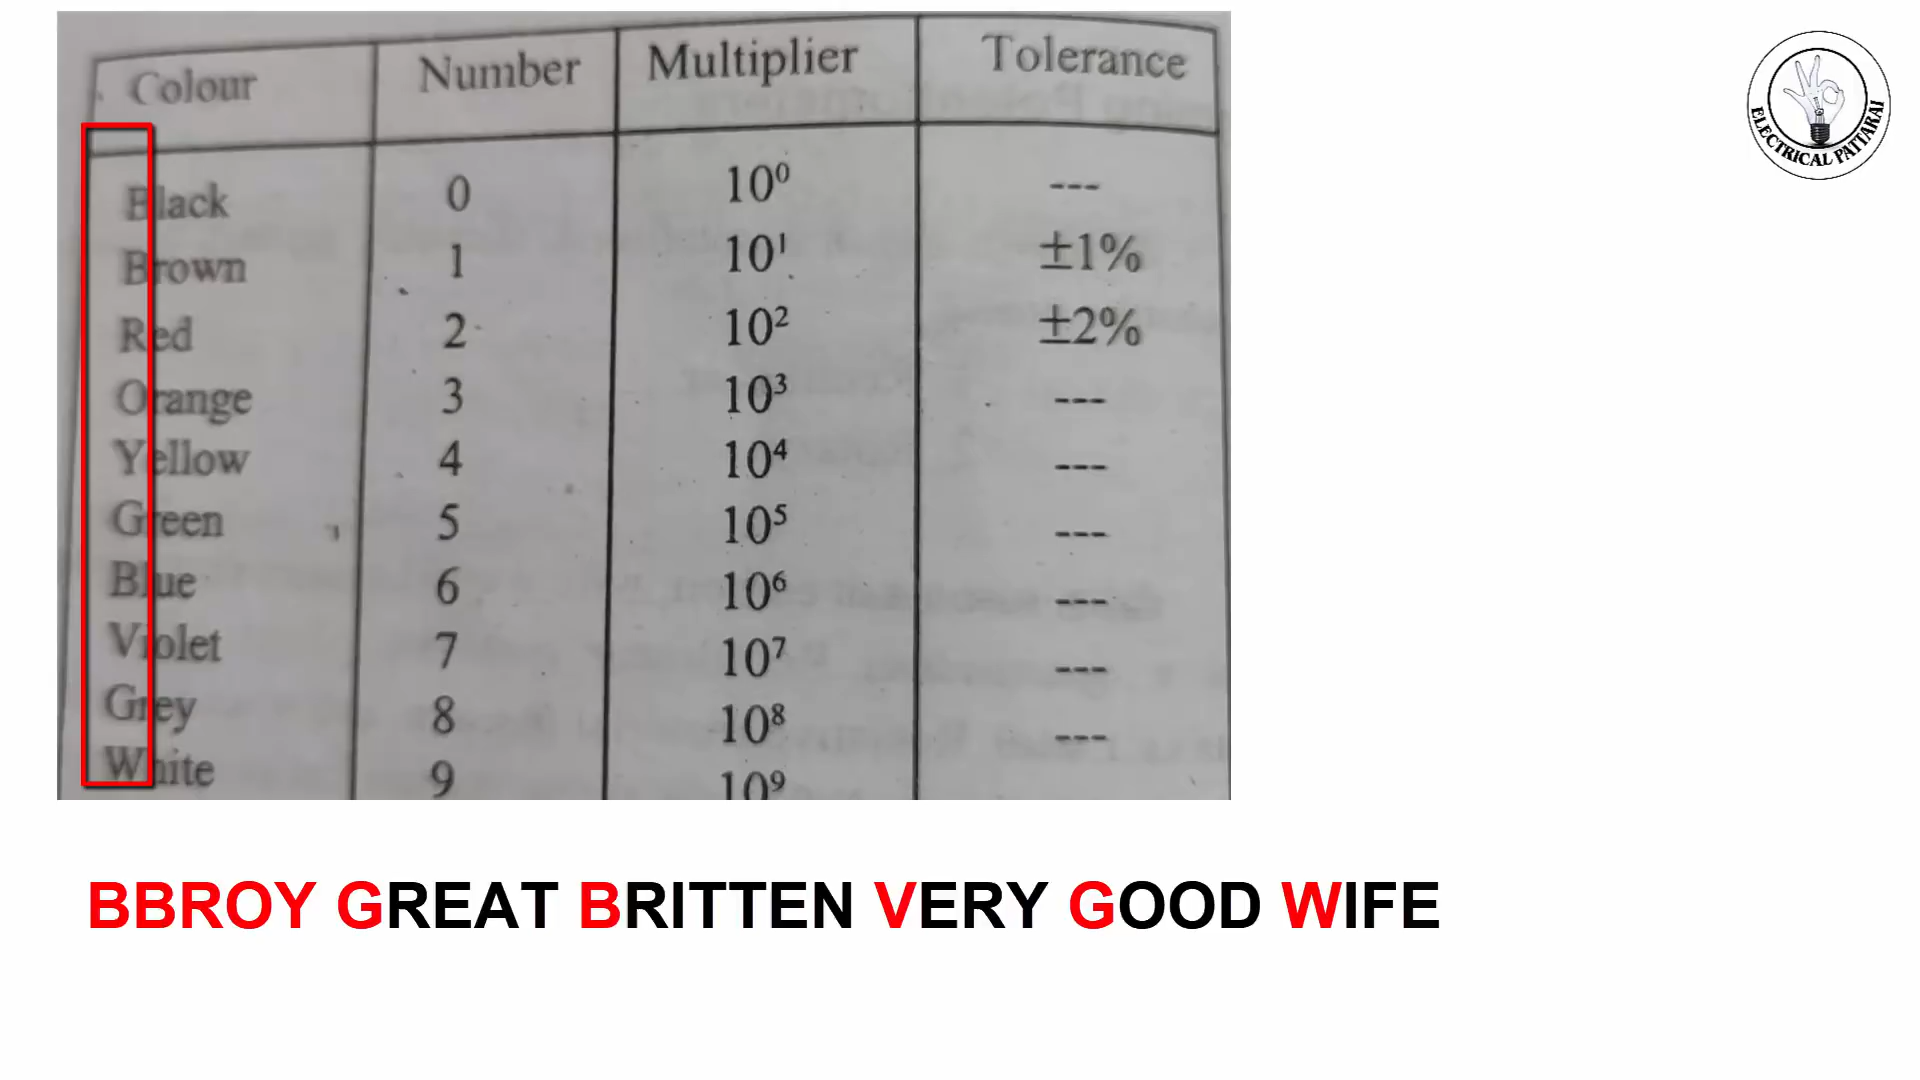 Colour Number Multiplier Tolerance
Black 0 10⁰ ---
Brown 1 10¹ ±1%
Red 2 10² ±2%
Orange 3 10³ ---
Yellow 4 10⁴ ---
Green 5 10⁵ ---
Blue 6 10⁶ ---
Violet 7 10⁷ ---
Grey 8 10⁸ ---
White 9 10⁹
BBROY GREAT BRITTEN VERY GOOD WIFE
ELECTRICAL PATTARAI